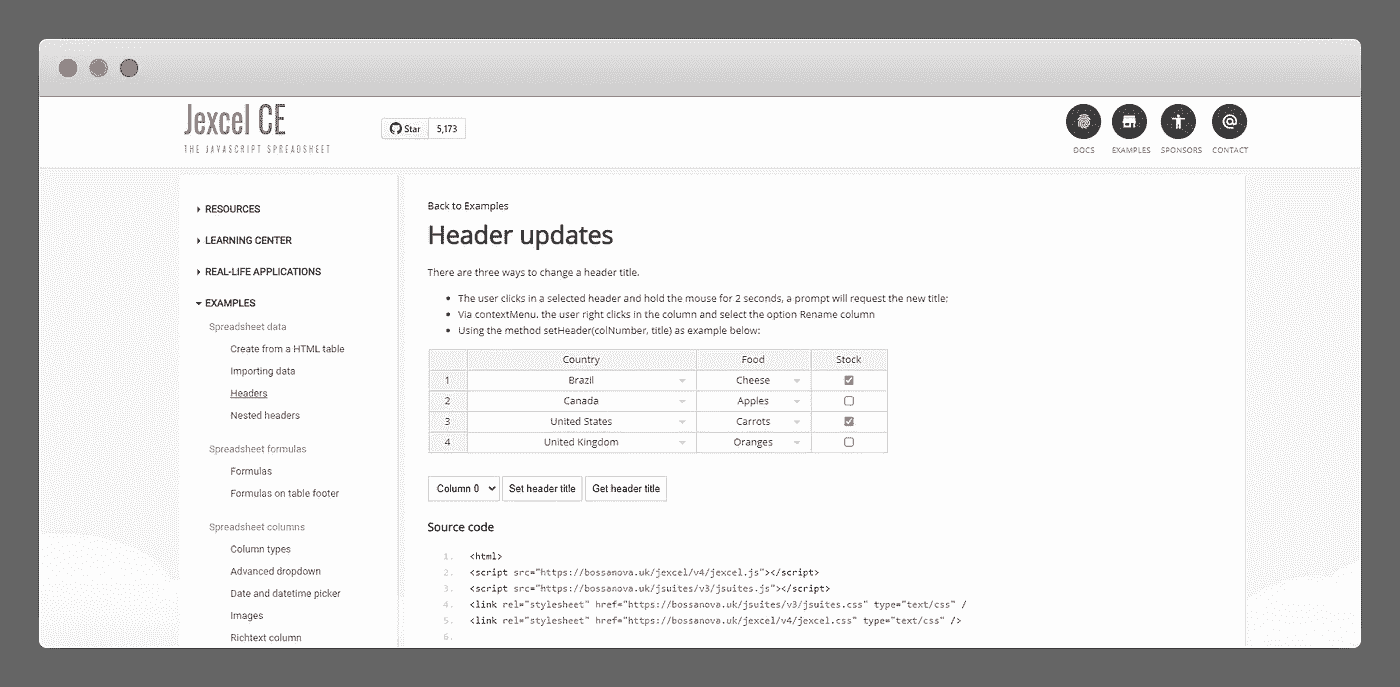 Jexcel CE
THE JAVASCRIPT SPREADSHEET
Star 5,173
DOCS EXAMPLES SPONSORS CONTACT
RESOURCES
LEARNING CENTER
REAL-LIFE APPLICATIONS
EXAMPLES
Spreadsheet data
Create from a HTML table
Importing data
Headers
Nested headers
Spreadsheet formulas
Formulas
Formulas on table footer
Spreadsheet columns
Column types
Advanced dropdown
Date and datetime picker
Images
Richtext column
Back to Examples
Header updates
There are three ways to change a header title.
• The user clicks in a selected header and hold the mouse for 2 seconds, a prompt will request the new title;
• Via contextMenu. the user right clicks in the column and select the option Rename column
• Using the method setHeader(colNumber, title) as example below:
Country Food Stock
1 Brazil Cheese
2 Canada Apples
3 United States Carrots
4 United Kingdom Oranges
Column 0 Set header title Get header title
Source code
1. <html>
2. <script src="https://bossanova.uk/jexcel/v4/jexcel.js"></script>
3. <script src="https://bossanova.uk/jsuites/v3/jsuites.js"></script>
4. <link rel="stylesheet" href="https://bossanova.uk/jsuites/v3/jsuites.css" type="text/css" /
5. <link rel="stylesheet" href="https://bossanova.uk/jexcel/v4/jexcel.css" type="text/css" />
6.